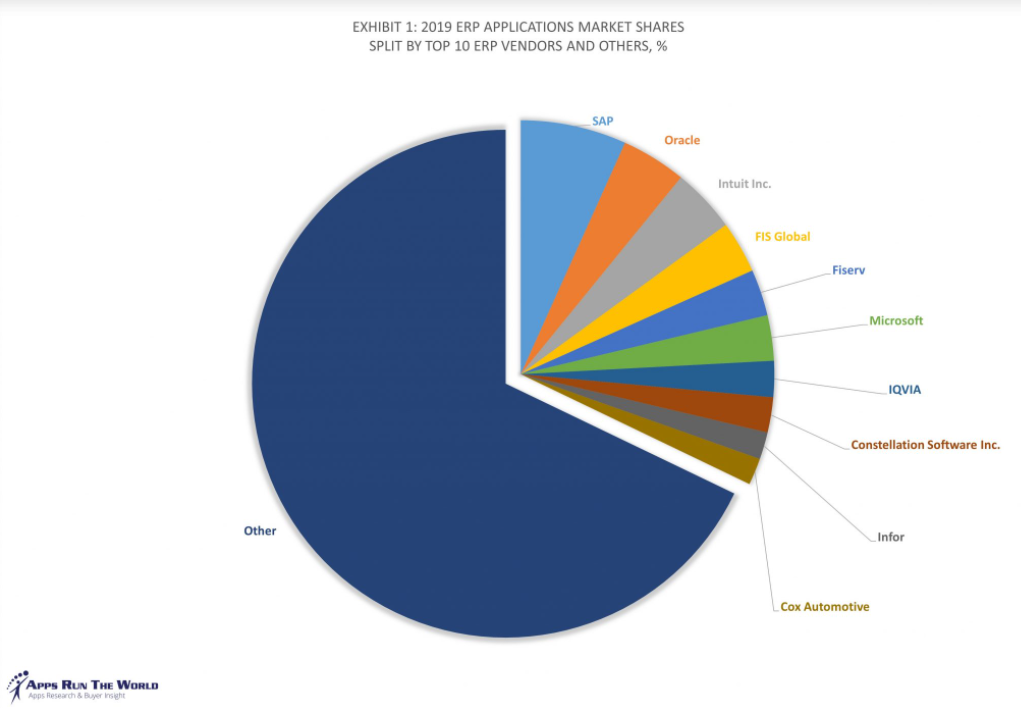 EXHIBIT 1: 2019 ERP APPLICATIONS MARKET SHARES
SPLIT BY TOP 10 ERP VENDORS AND OTHERS, %
SAP
Oracle
Intuit Inc.
FIS Global
Fiserv
Microsoft
IQVIA
Constellation Software Inc.
Infor
Cox Automotive
Other
APPS RUN THE WORLD
Apps Research & Buyer Insight